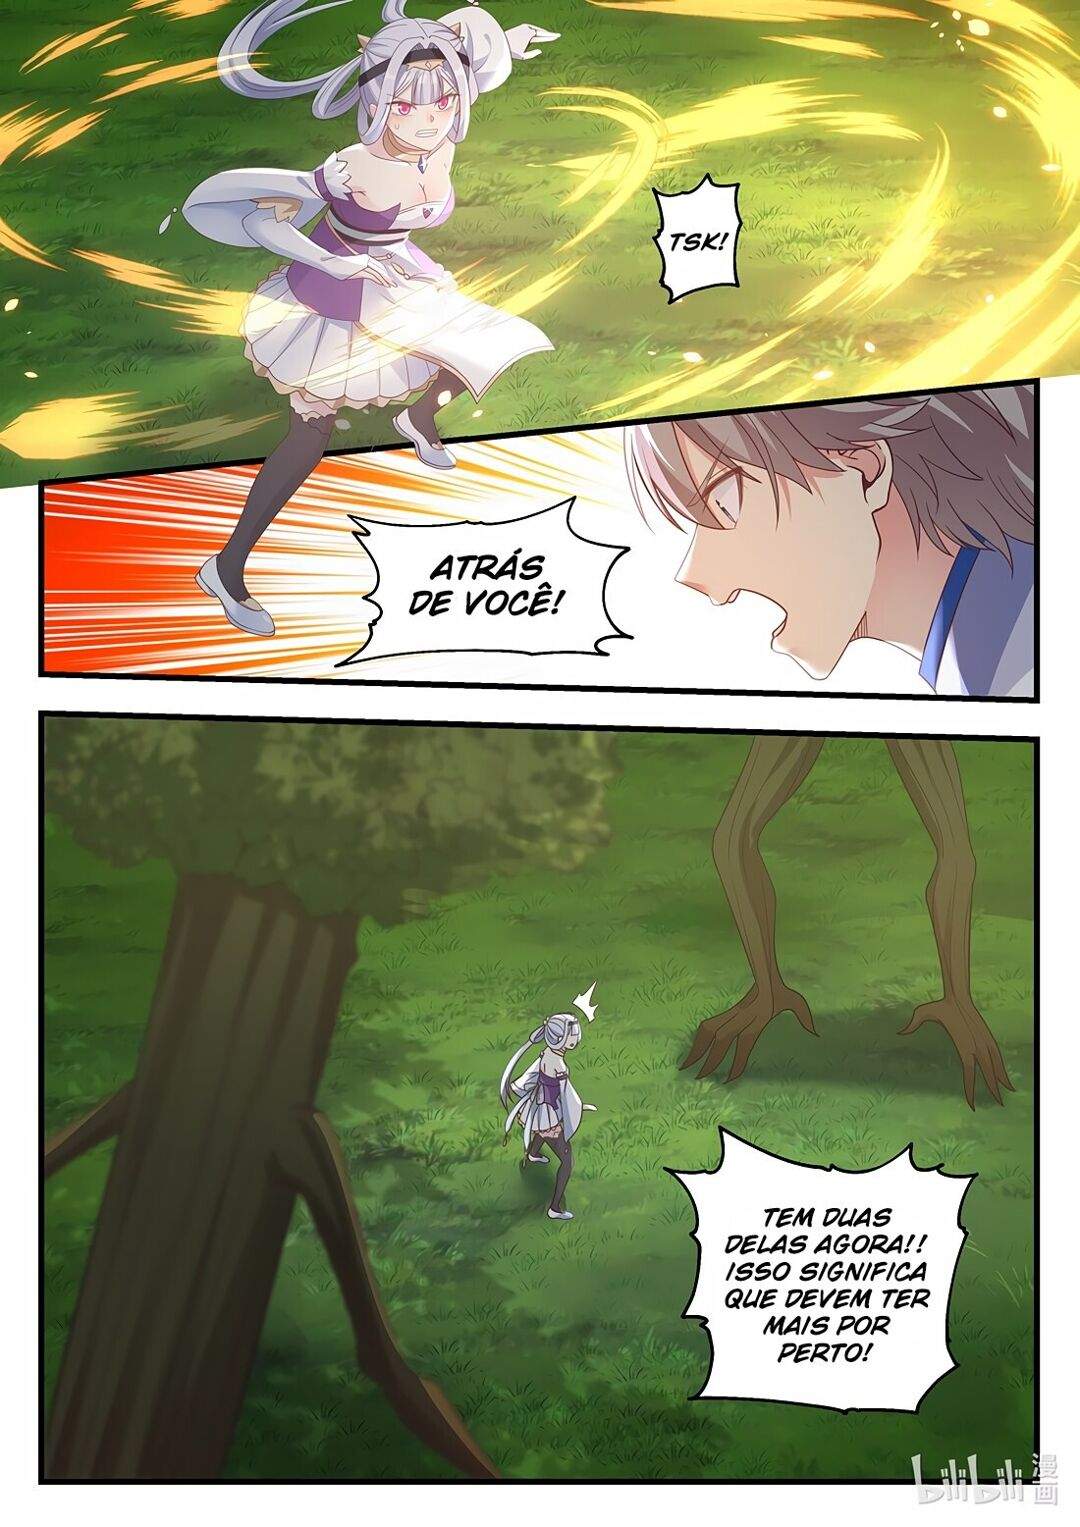 TSK!
ATRÁS
DE VOCÊ!
TEM DUAS
DELAS AGORA!!
ISSO SIGNIFICA
QUE DEVEM TER
MAIS POR
PERTO!
bilibili 漫画